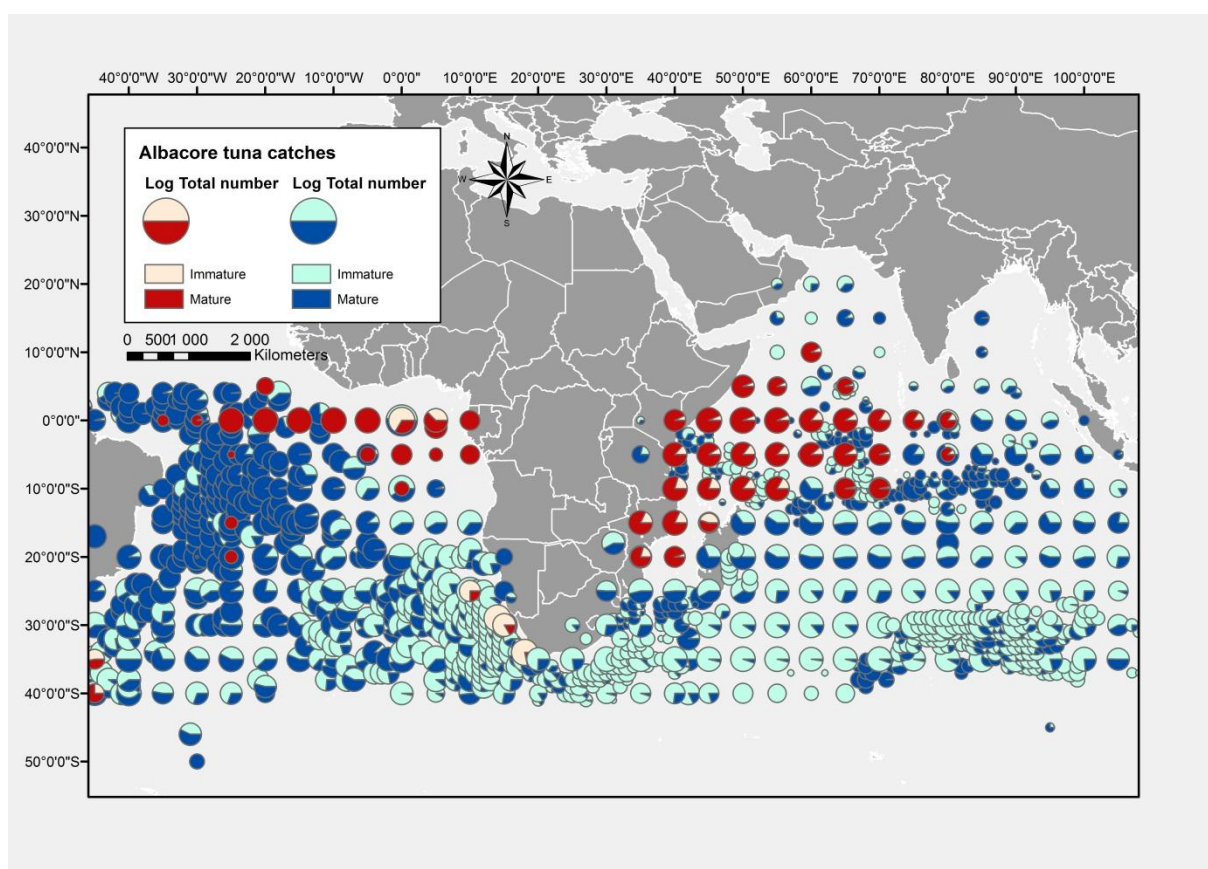 40°0'0"W 30°0'0"W 20°0'0"W 10°0'0"W 0°0'0" 10°0'0"E 20°0'0"E 30°0'0"E 40°0'0"E 50°0'0"E 60°0'0"E 70°0'0"E 80°0'0"E 90°0'0"E 100°0'0"E
40°0'0"N
30°0'0"N
20°0'0"N
10°0'0"N
0°0'0"
10°0'0"S
20°0'0"S
30°0'0"S
40°0'0"S
50°0'0"S
Albacore tuna catches
Log Total number Log Total number
Immature Immature
Mature Mature
0 500 1 000 2 000
Kilometers
N
W E
S